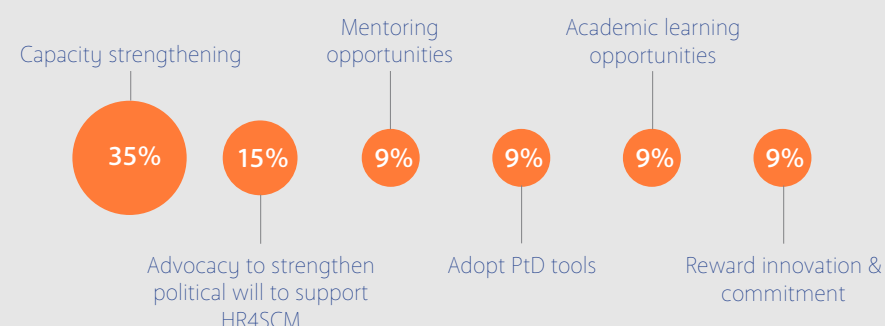 Capacity strengthening
Mentoring
opportunities
Academic learning
opportunities
35%
15%
9%
9%
9%
9%
Advocacy to strengthen
political will to support
HR4SCM
Adopt PtD tools
Reward innovation &
commitment